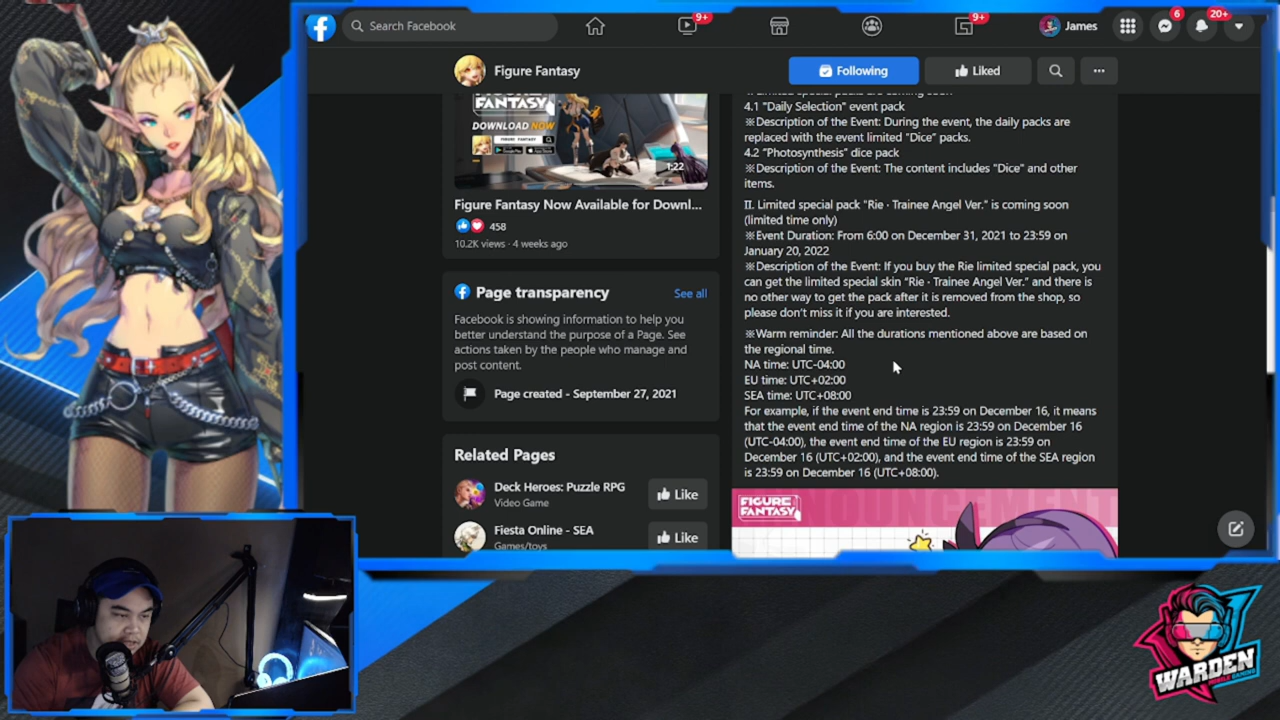 Search Facebook
9+
9+
James
6
20+
Figure Fantasy
Following
Liked
FIGURE
FANTASY
DOWNLOAD NOW
1:22
Figure Fantasy Now Available for Downl...
458
10.2K views · 4 weeks ago
Page transparency
See all
Facebook is showing information to help you
better understand the purpose of a Page. See
actions taken by the people who manage and
post content.
Page created - September 27, 2021
Related Pages
Deck Heroes: Puzzle RPG
Video Game
Like
Fiesta Online - SEA
Games/toys
Like
4.1 "Daily Selection" event pack
※Description of the Event: During the event, the daily packs are
replaced with the event limited "Dice" packs.
4.2 "Photosynthesis" dice pack
※Description of the Event: The content includes "Dice" and other
items.
II. Limited special pack "Rie · Trainee Angel Ver." is coming soon
(limited time only)
※Event Duration: From 6:00 on December 31, 2021 to 23:59 on
January 20, 2022
※Description of the Event: If you buy the Rie limited special pack, you
can get the limited special skin "Rie · Trainee Angel Ver." and there is
no other way to get the pack after it is removed from the shop, so
please don't miss it if you are interested.
※Warm reminder: All the durations mentioned above are based on
the regional time.
NA time: UTC-04:00
EU time: UTC+02:00
SEA time: UTC+08:00
For example, if the event end time is 23:59 on December 16, it means
that the event end time of the NA region is 23:59 on December 16
(UTC-04:00), the event end time of the EU region is 23:59 on
December 16 (UTC+02:00), and the event end time of the SEA region
is 23:59 on December 16 (UTC+08:00).
FIGURE
FANTASY
WARDEN
MOBILE GAMING